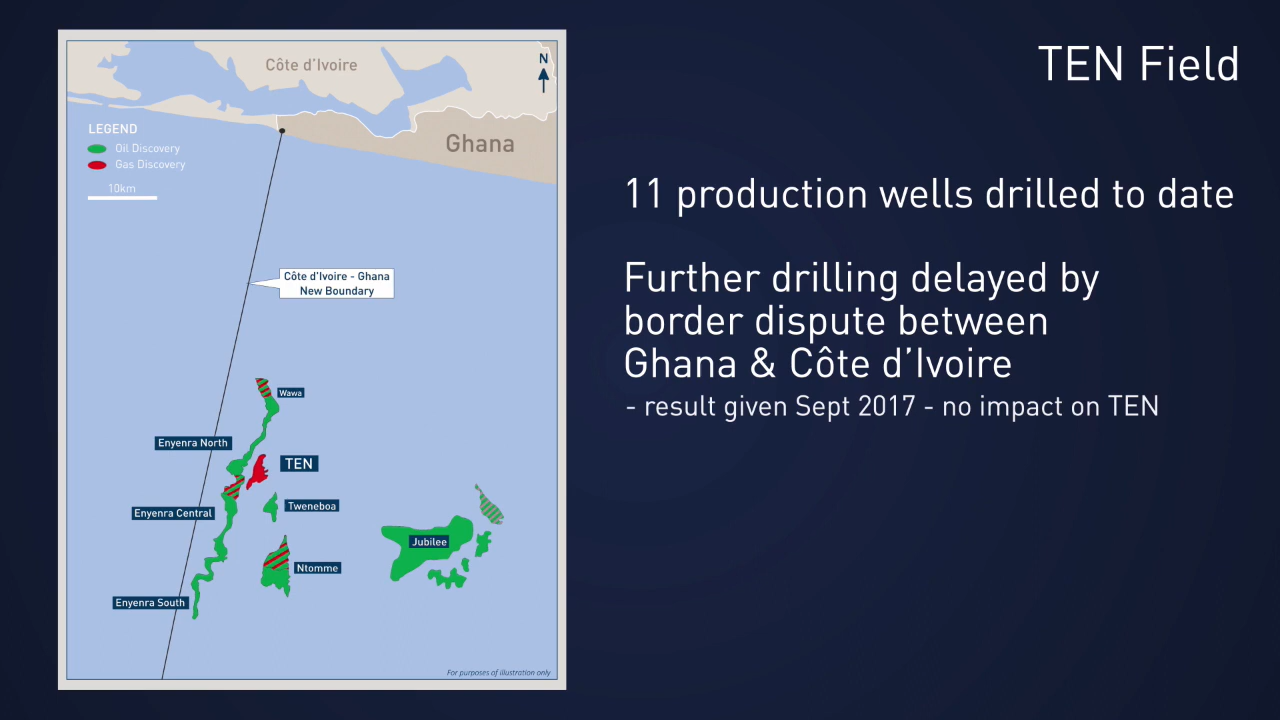 TEN Field
Côte d'Ivoire
N
Ghana
LEGEND
Oil Discovery
Gas Discovery
10km
Côte d'Ivoire - Ghana
New Boundary
Wawa
Enyenra North
TEN
Tweneboa
Enyenra Central
Jubilee
Ntomme
Enyenra South
For purposes of illustration only
11 production wells drilled to date
Further drilling delayed by
border dispute between
Ghana & Côte d'Ivoire
- result given Sept 2017 - no impact on TEN